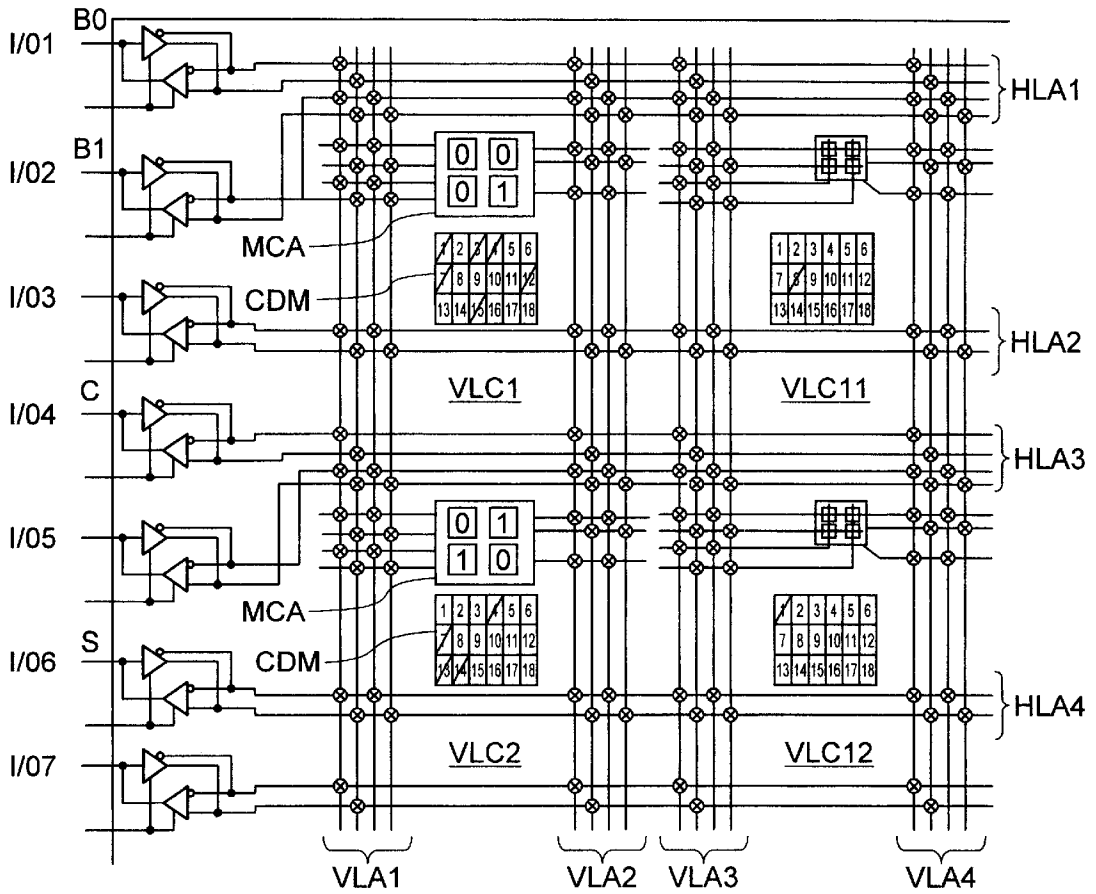 B0
I/01
HLA1
B1
I/02
0 0
0 1
MCA
1 2 3 4 5 6
7 8 9 10 11 12
13 14 15 16 17 18
1 2 3 4 5 6
7 8 9 10 11 12
13 14 15 16 17 18
CDM
I/03
HLA2
VLC1
VLC11
C
I/04
HLA3
I/05
0 1
1 0
MCA
1 2 3 4 5 6
7 8 9 10 11 12
13 14 15 16 17 18
1 2 3 4 5 6
7 8 9 10 11 12
13 14 15 16 17 18
CDM
S
I/06
HLA4
VLC2
VLC12
I/07
VLA1
VLA2
VLA3
VLA4